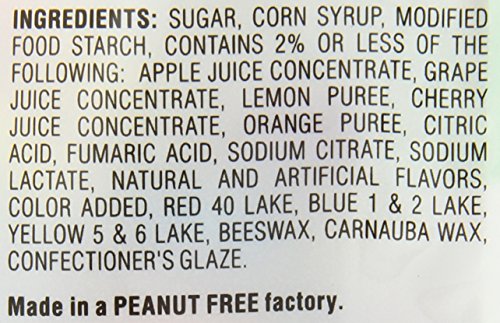 INGREDIENTS: SUGAR, CORN SYRUP, MODIFIED
FOOD STARCH, CONTAINS 2% OR LESS OF THE
FOLLOWING: APPLE JUICE CONCENTRATE, GRAPE
JUICE CONCENTRATE, LEMON PUREE, CHERRY
JUICE CONCENTRATE, ORANGE PUREE, CITRIC
ACID, FUMARIC ACID, SODIUM CITRATE, SODIUM
LACTATE, NATURAL AND ARTIFICIAL FLAVORS,
COLOR ADDED, RED 40 LAKE, BLUE 1 & 2 LAKE,
YELLOW 5 & 6 LAKE, BEESWAX, CARNAUBA WAX,
CONFECTIONER'S GLAZE.
Made in a PEANUT FREE factory.